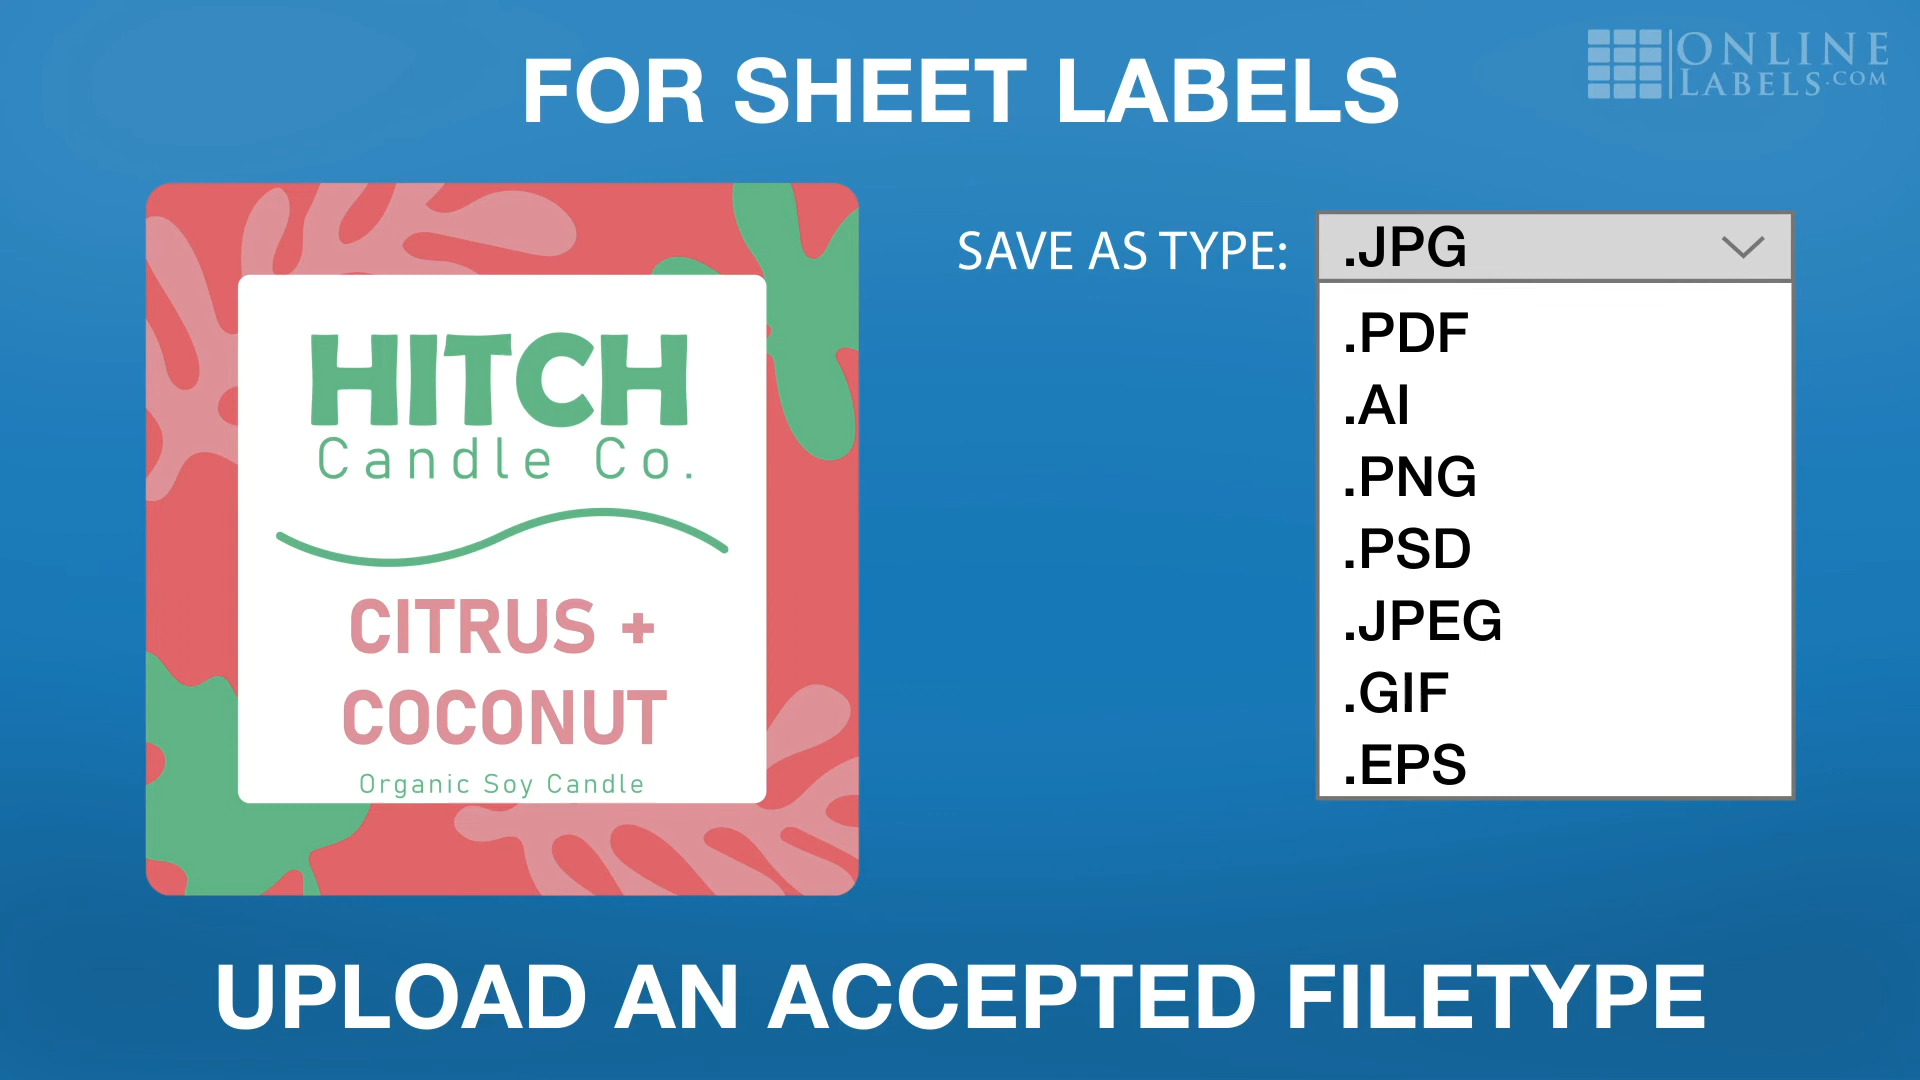 FOR SHEET LABELS
ONLINE
LABELS.COM
HITCH
Candle Co.
CITRUS +
COCONUT
Organic Soy Candle
SAVE AS TYPE:
.JPG
.PDF
.AI
.PNG
.PSD
.JPEG
.GIF
.EPS
UPLOAD AN ACCEPTED FILETYPE